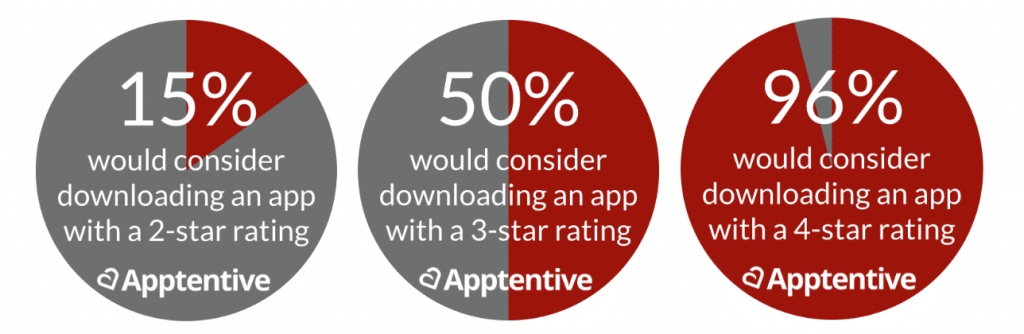 15%
would consider
downloading an app
with a 2-star rating
Apptentive
50%
would consider
downloading an app
with a 3-star rating
Apptentive
96%
would consider
downloading an app
with a 4-star rating
Apptentive